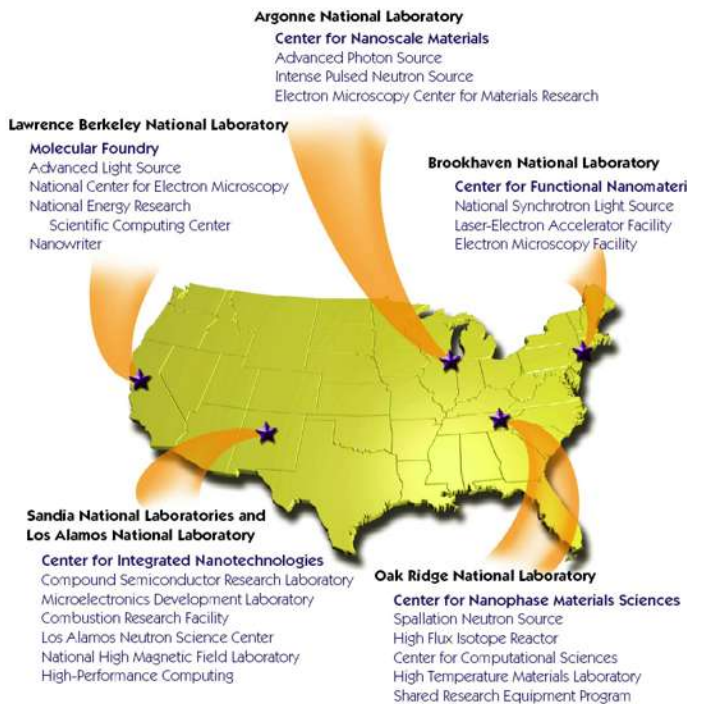 Argonne National Laboratory
Center for Nanoscale Materials
Advanced Photon Source
Intense Pulsed Neutron Source
Electron Microscopy Center for Materials Research
Lawrence Berkeley National Laboratory
Molecular Foundry
Advanced Light Source
National Center for Electron Microscopy
National Energy Research
Scientific Computing Center
Nanowriter
Brookhaven National Laboratory
Center for Functional Nanomateri
National Synchrotron Light Source
Laser-Electron Accelerator Facility
Electron Microscopy Facility
Sandia National Laboratories and
Los Alamos National Laboratory
Center for Integrated Nanotechnologies
Compound Semiconductor Research Laboratory
Microelectronics Development Laboratory
Combustion Research Facility
Los Alamos Neutron Science Center
National High Magnetic Field Laboratory
High-Performance Computing
Oak Ridge National Laboratory
Center for Nanophase Materials Sciences
Spallation Neutron Source
High Flux Isotope Reactor
Center for Computational Sciences
High Temperature Materials Laboratory
Shared Research Equipment Program